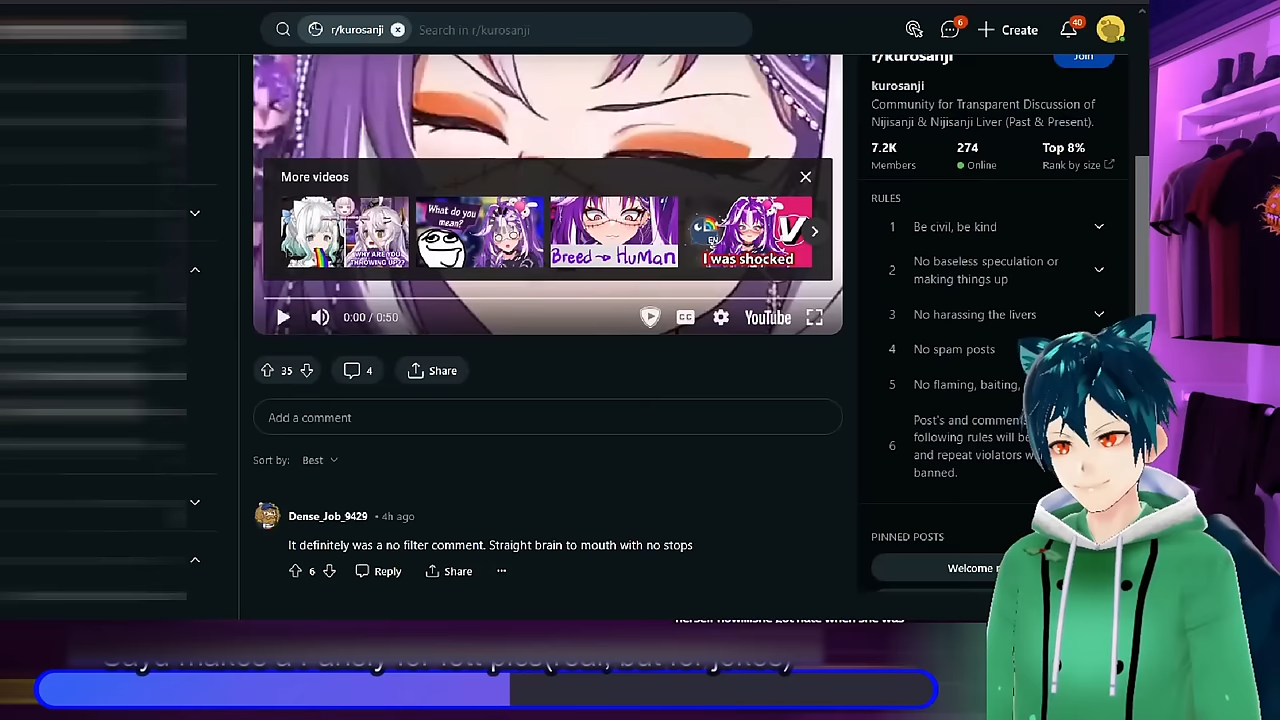 r/kurosanji
Search in r/kurosanji
6
Create
40
r/kurosanji
Join
kurosanji
Community for Transparent Discussion of
Nijisanji & Nijisanji Liver (Past & Present).
7.2K
274
Top 8%
Members
Online
Rank by size
RULES
1 Be civil, be kind
2 No baseless speculation or
making things up
3 No harassing the livers
4 No spam posts
5 No flaming, baiting,
6 Post's and comment
following rules will be
and repeat violators w
banned.
PINNED POSTS
Welcome
More videos
WHY ARE YOU
THROWING UP??
What do you
mean?
Breed → HuMan
EN
I was shocked
0:00 / 0:50
CC
YouTube
35
4
Share
Add a comment
Sort by: Best
Dense_Job_9429 • 4h ago
It definitely was a no filter comment. Straight brain to mouth with no stops
6
Reply
Share